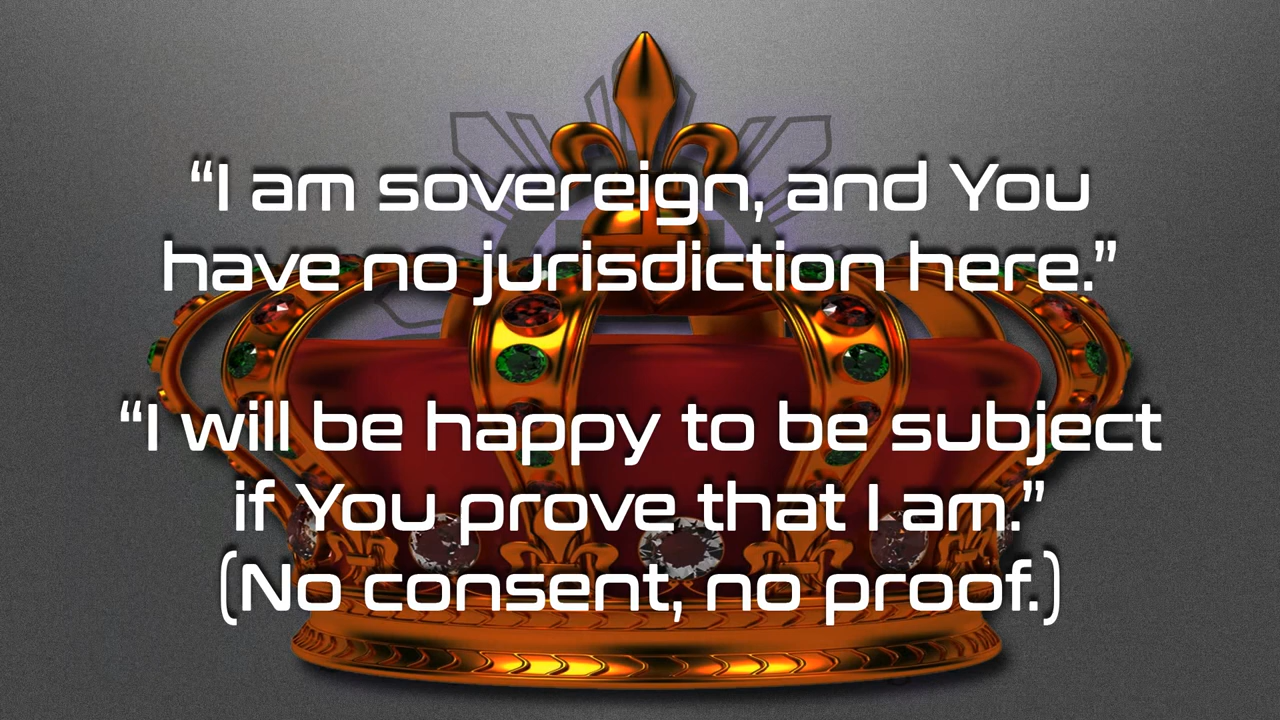 “I am sovereign, and You
have no jurisdiction here.”
“I will be happy to be subject
if You prove that I am.”
(No consent, no proof.)